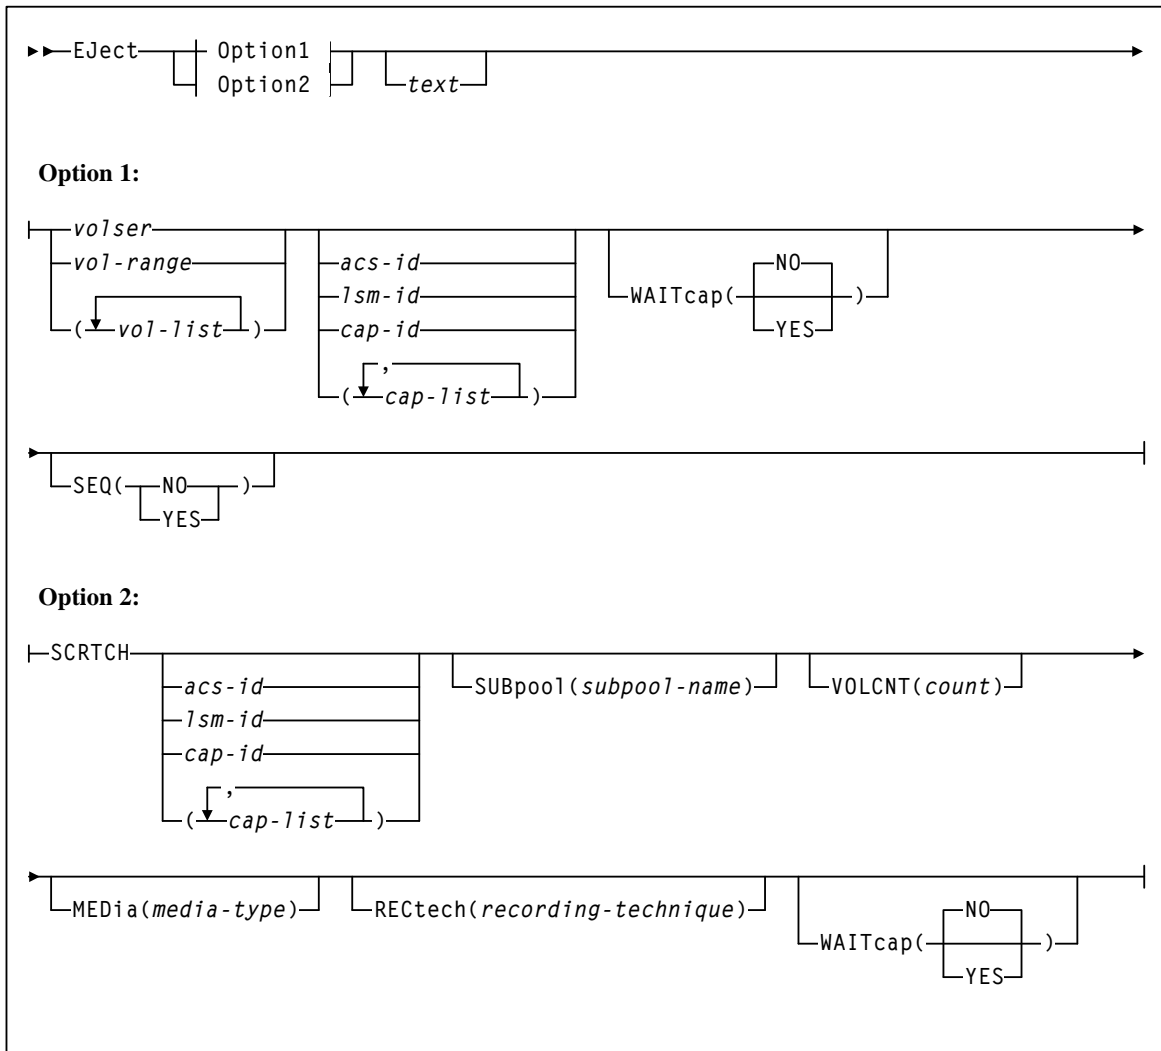 EJect Option1
Option2 text
Option 1:
volser
vol-range acs-id NO
( vol-list ) lsm-id WAITcap( )
cap-id YES
,
( cap-list )
SEQ( NO )
YES
Option 2:
SCRTCH
acs-id SUBpool(subpool-name) VOLCNT(count)
lsm-id
cap-id
,
( cap-list )
MEDia(media-type) RECtech(recording-technique) NO
WAITcap( )
YES